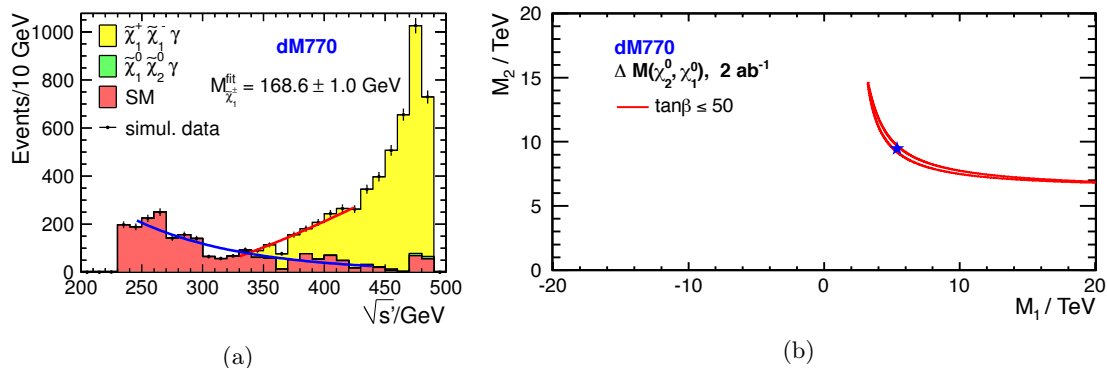 Events/10 GeV
1000
800
600
400
200
0
χ̃₁⁺ χ̃₁⁻ γ
χ̃₁⁰ χ̃₂⁰ γ
SM
simul. data
dM770
M^fit_χ̃₁± = 168.6 ± 1.0 GeV
200 250 300 350 400 450 500
√s'/GeV
(a)
M₂ / TeV
20
15
10
5
0
dM770
Δ M(χ₂⁰, χ₁⁰), 2 ab⁻¹
tanβ ≤ 50
-20 -10 0 10 20
M₁ / TeV
(b)